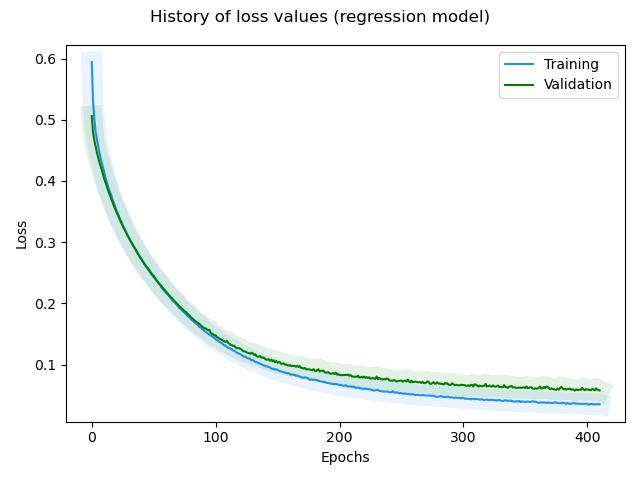 History of loss values (regression model)
Training
Validation
0.6
0.5
0.4
0.3
0.2
0.1
Loss
0 100 200 300 400
Epochs